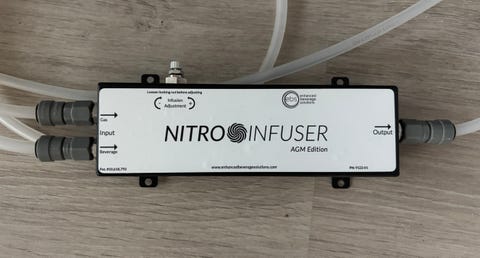 Loosen locking nut before adjusting
- Infusion +
Adjustment
ebs
enhanced
beverage
solutions
Gas
Input
Beverage
NITRO INFUSER
AGM Edition
Output
www.enhancedbeveragesolutions.com